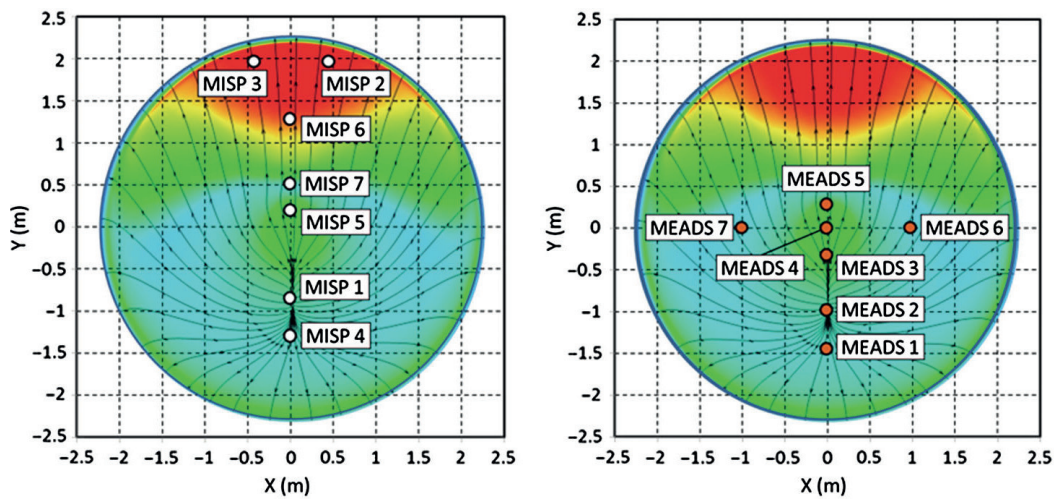 2.5
2
1.5
1
0.5
0
−0.5
−1
−1.5
−2
−2.5
Y (m)
MISP 3
MISP 2
MISP 6
MISP 7
MISP 5
MISP 1
MISP 4
−2.5 −2 −1.5 −1 −0.5 0 0.5 1 1.5 2 2.5
X (m)
2.5
2
1.5
1
0.5
0
−0.5
−1
−1.5
−2
−2.5
Y (m)
MEADS 5
MEADS 7
MEADS 6
MEADS 4
MEADS 3
MEADS 2
MEADS 1
−2.5 −2 −1.5 −1 −0.5 0 0.5 1 1.5 2 2.5
X (m)